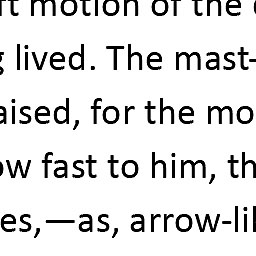 ft motion of the
g lived. The mast-
aised, for the mo
ow fast to him, th
es,—as, arrow-lik